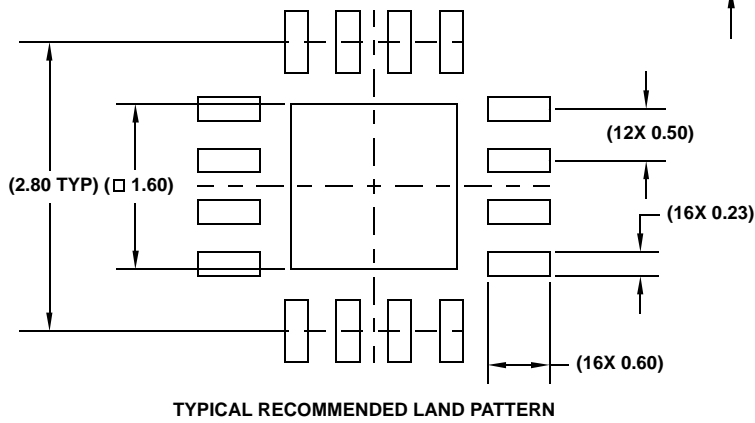 (12X 0.50)
(2.80 TYP) (□ 1.60)
(16X 0.23)
(16X 0.60)
TYPICAL RECOMMENDED LAND PATTERN